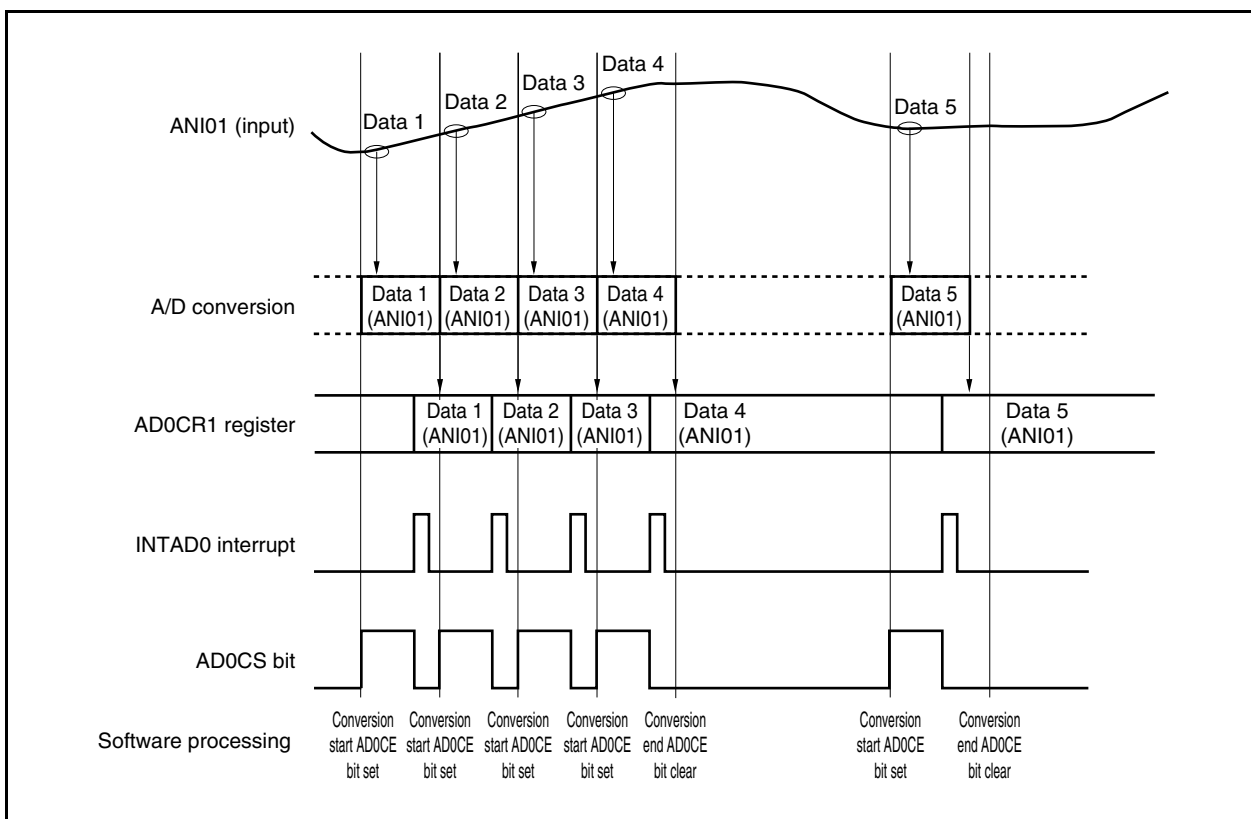 ANI01 (input)
Data 1
Data 2
Data 3
Data 4
Data 5
A/D conversion
Data 1
(ANI01)
Data 2
(ANI01)
Data 3
(ANI01)
Data 4
(ANI01)
Data 5
(ANI01)
AD0CR1 register
Data 1
(ANI01)
Data 2
(ANI01)
Data 3
(ANI01)
Data 4
(ANI01)
Data 5
(ANI01)
INTAD0 interrupt
AD0CS bit
Software processing
Conversion
start AD0CE
bit set
Conversion
start AD0CE
bit set
Conversion
start AD0CE
bit set
Conversion
start AD0CE
bit set
Conversion
end AD0CE
bit clear
Conversion
start AD0CE
bit set
Conversion
end AD0CE
bit clear